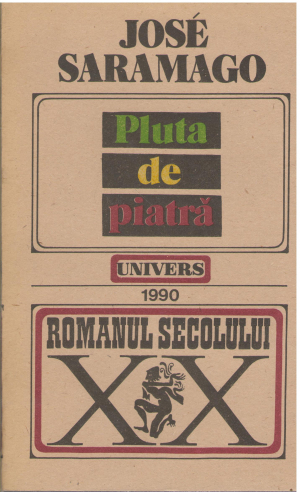 JOSÉ
SARAMAGO
Pluta
de
piatră
UNIVERS
1990
ROMANUL SECOLULUI
XX